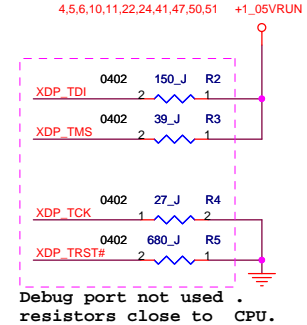 4,5,6,10,11,22,24,41,47,50,51 +1_05VRUN
0402 150_J R2
XDP_TDI 2 1
0402 39_J R3
XDP_TMS 2 1
0402 27_J R4
XDP_TCK 1 2
0402 680_J R5
XDP_TRST# 2 1
Debug port not used .
resistors close to CPU.